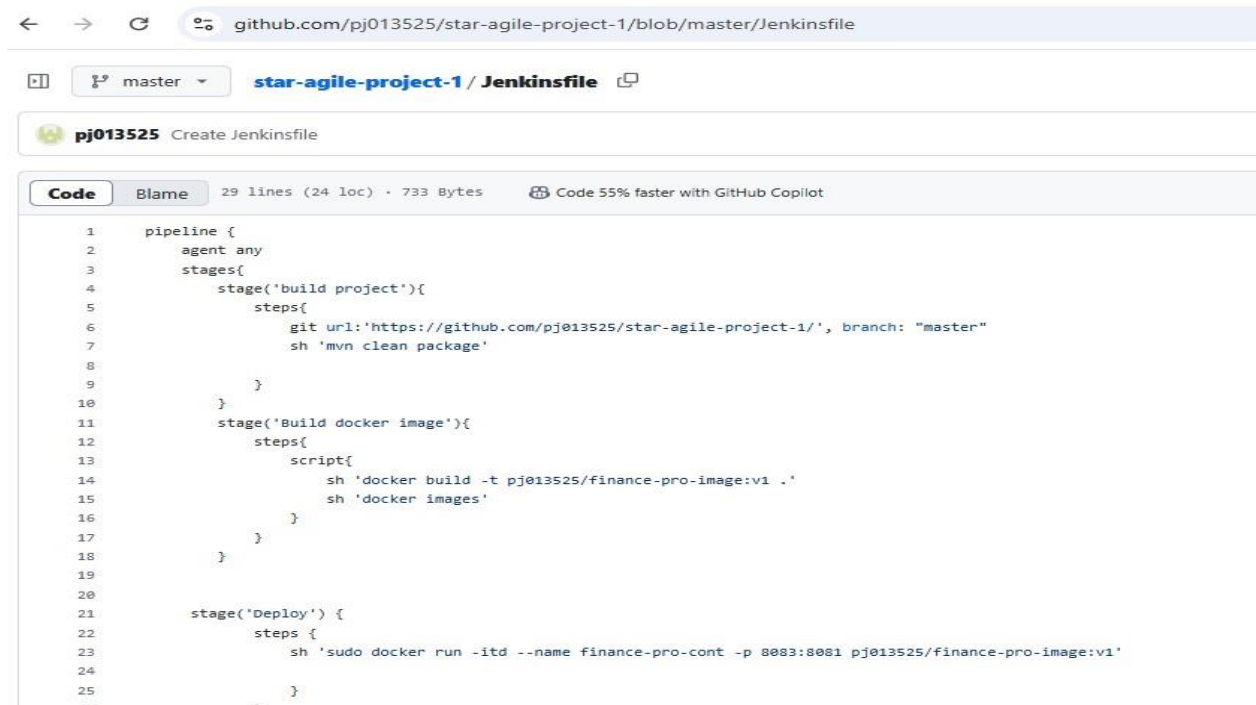 github.com/pj013525/star-agile-project-1/blob/master/Jenkinsfile
master star-agile-project-1 / Jenkinsfile
pj013525 Create Jenkinsfile
Code Blame 29 lines (24 loc) · 733 Bytes Code 55% faster with GitHub Copilot
1 pipeline {
2 agent any
3 stages{
4 stage('build project'){
5 steps{
6 git url:'https://github.com/pj013525/star-agile-project-1/', branch: "master"
7 sh 'mvn clean package'
8
9 }
10 }
11 stage('Build docker image'){
12 steps{
13 script{
14 sh 'docker build -t pj013525/finance-pro-image:v1 .'
15 sh 'docker images'
16 }
17 }
18 }
19
20
21 stage('Deploy') {
22 steps {
23 sh 'sudo docker run -itd --name finance-pro-cont -p 8083:8081 pj013525/finance-pro-image:v1'
24
25 }